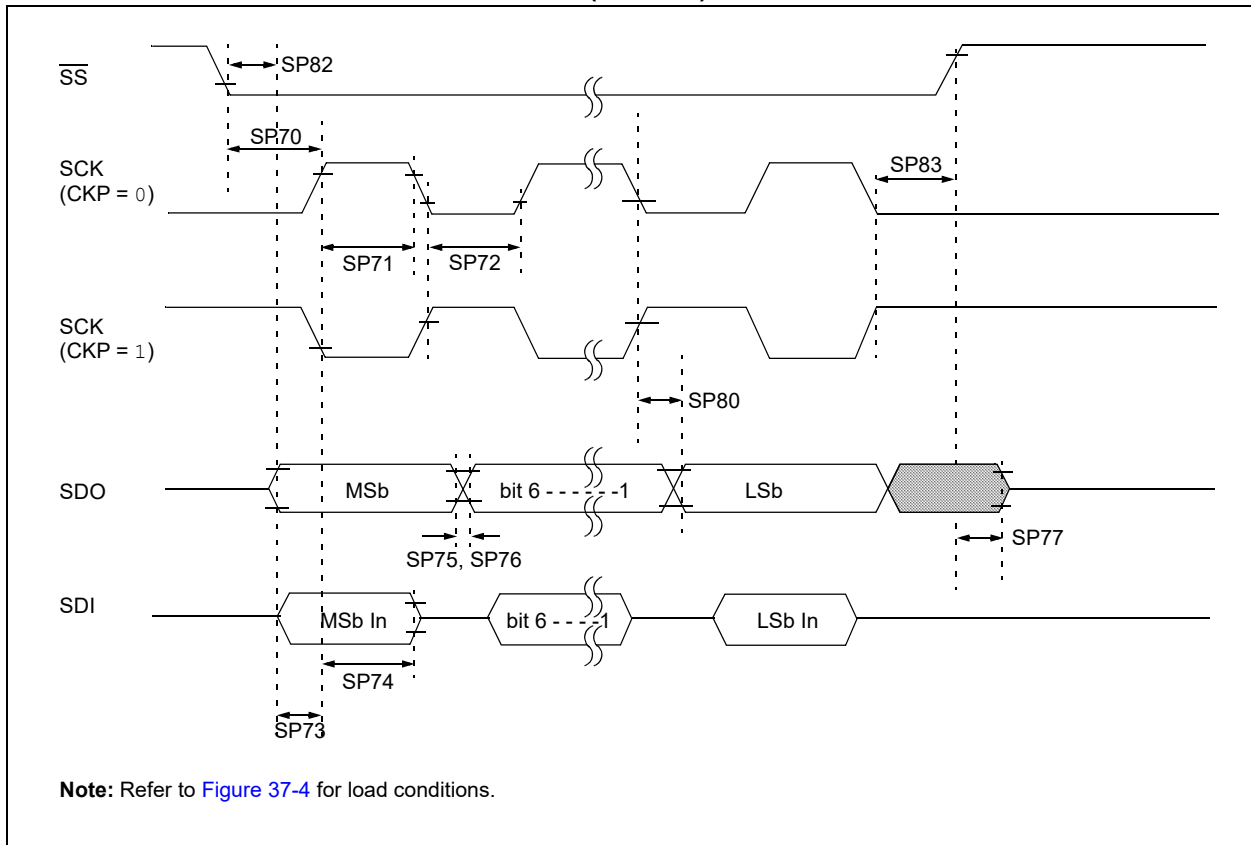 SS
SP82
SP70
SCK
(CKP = 0)
SP83
SP71
SP72
SCK
(CKP = 1)
SP80
SDO
MSb
bit 6 - - - - - -1
LSb
SP77
SP75, SP76
SDI
MSb In
bit 6 - - - -1
LSb In
SP74
SP73
Note: Refer to Figure 37-4 for load conditions.